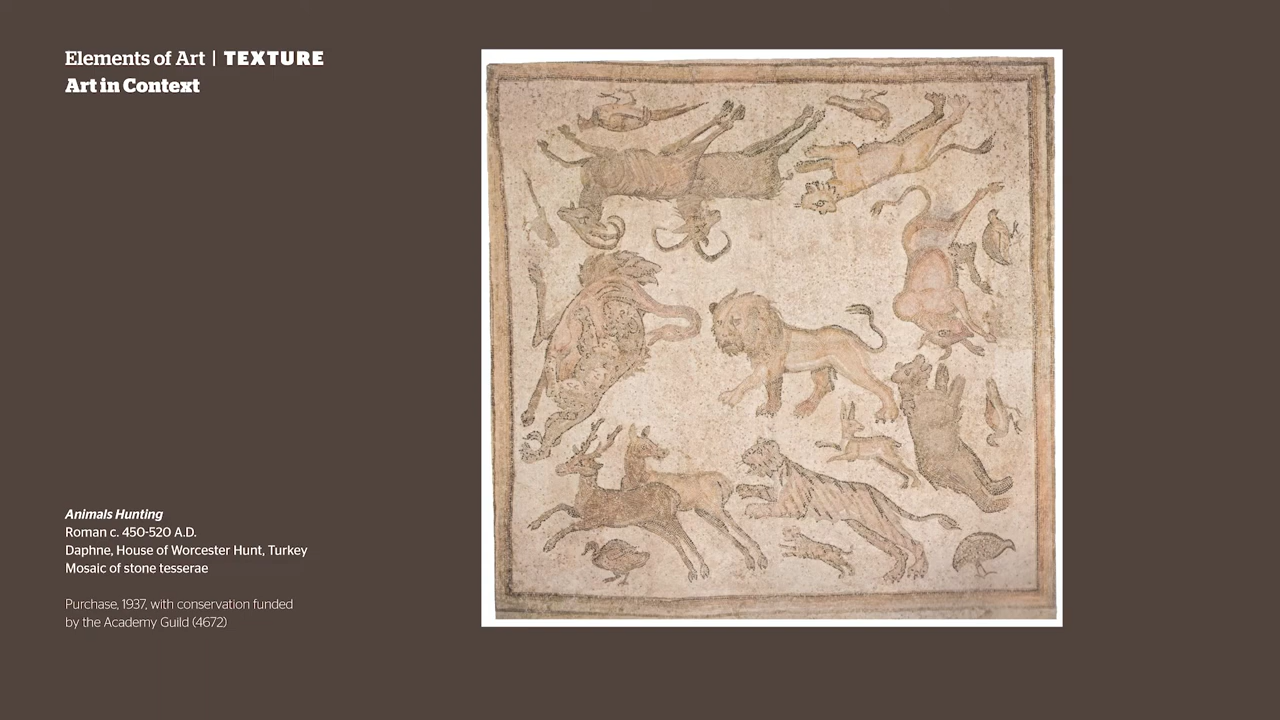 Elements of Art | TEXTURE
Art in Context
Animals Hunting
Roman c. 450-520 A.D.
Daphne, House of Worcester Hunt, Turkey
Mosaic of stone tesserae
Purchase, 1937, with conservation funded
by the Academy Guild (4672)